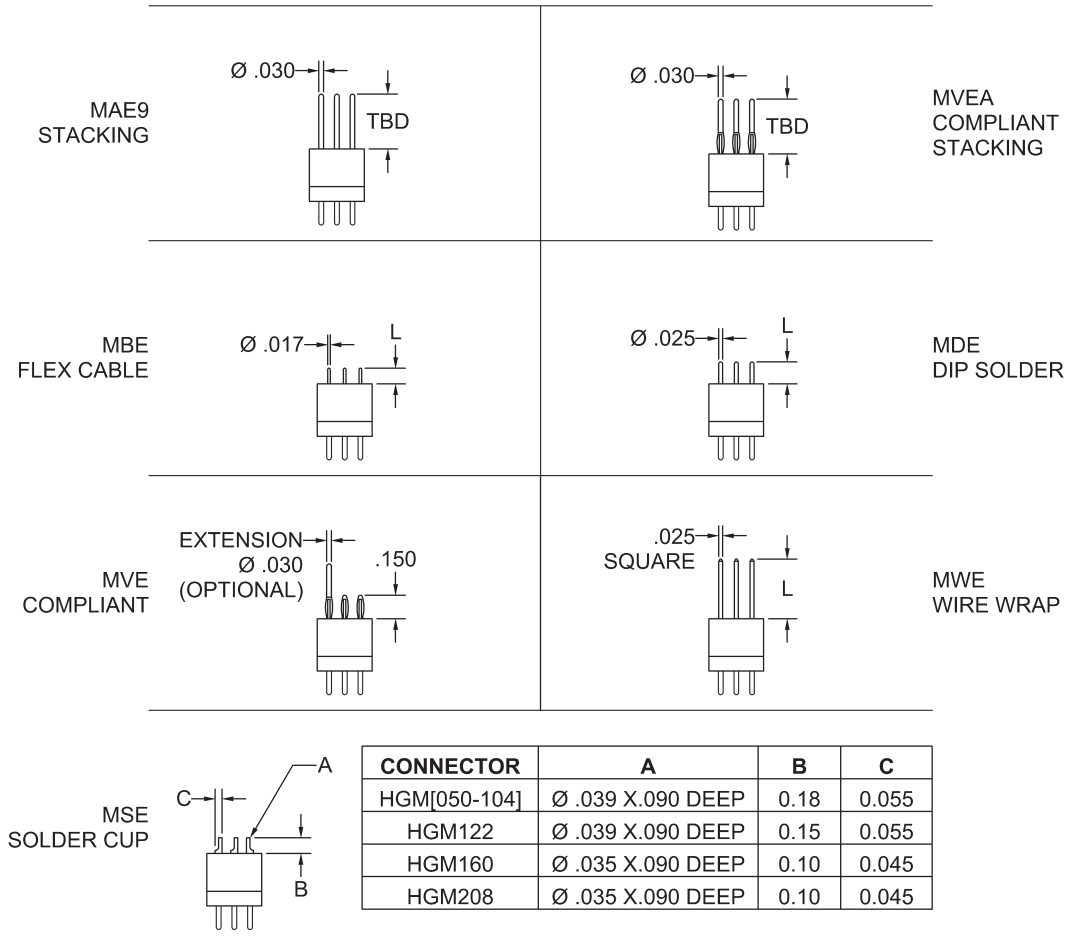 MAE9
STACKING
Ø .030
TBD
Ø .030
TBD
MVEA
COMPLIANT
STACKING
MBE
FLEX CABLE
Ø .017
L
Ø .025
L
MDE
DIP SOLDER
MVE
COMPLIANT
EXTENSION
Ø .030
(OPTIONAL)
.150
.025
SQUARE
L
MWE
WIRE WRAP
MSE
SOLDER CUP
C
A
B
CONNECTOR A B C
HGM[050-104] Ø .039 X.090 DEEP 0.18 0.055
HGM122 Ø .039 X.090 DEEP 0.15 0.055
HGM160 Ø .035 X.090 DEEP 0.10 0.045
HGM208 Ø .035 X.090 DEEP 0.10 0.045